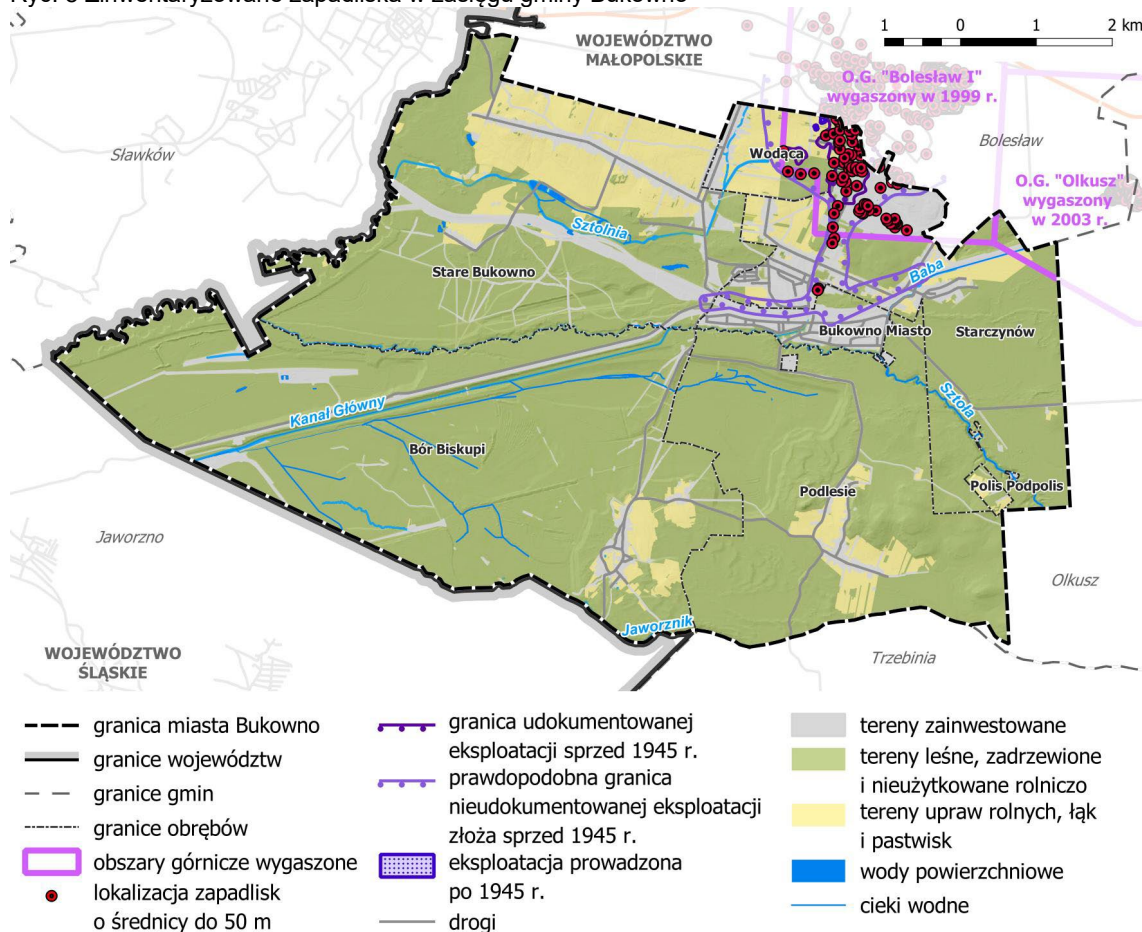 Ryc. 8 Zinwentaryzowane zapadliska w zasięgu gminy Bukowno
WOJEWÓDZTWO
MAŁOPOLSKIE
1 0 1 2 km
O.G. "Bolesław I"
wygaszony w 1999 r.
Bolesław
Sławków
Wodąca
O.G. "Olkusz"
wygaszony
w 2003 r.
Sztolnia
Stare Bukowno
Baba
Bukowno Miasto
Starczynów
Sztoła
Kanał Główny
Bór Biskupi
Podlesie
Polis Podpolis
Jaworzno
Olkusz
Jaworznik
WOJEWÓDZTWO
ŚLĄSKIE
Trzebinia
granica miasta Bukowno
granice województw
granice gmin
granice obrębów
obszary górnicze wygaszone
lokalizacja zapadlisk
o średnicy do 50 m
granica udokumentowanej
eksploatacji sprzed 1945 r.
prawdopodobna granica
nieudokumentowanej eksploatacji
złoża sprzed 1945 r.
eksploatacja prowadzona
po 1945 r.
drogi
tereny zainwestowane
tereny leśne, zadrzewione
i nieużytkowane rolniczo
tereny upraw rolnych, łąk
i pastwisk
wody powierzchniowe
cieki wodne